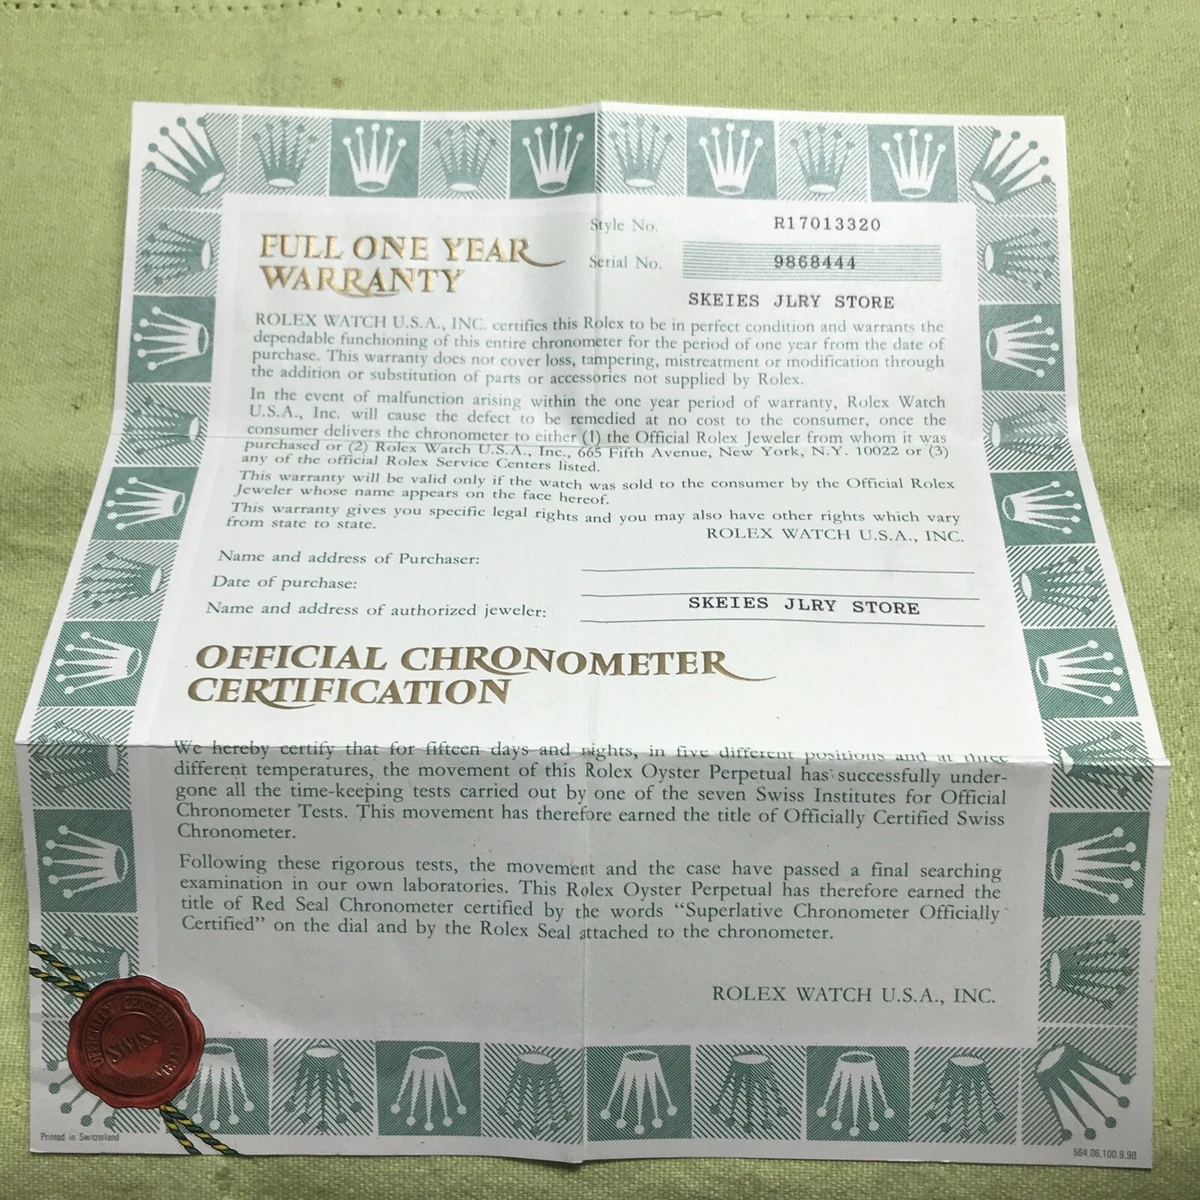 Style No. R17013320
FULL ONE YEAR
WARRANTY
Serial No. 9868444
SKEIES JLRY STORE
ROLEX WATCH U.S.A., INC. certifies this Rolex to be in perfect condition and warrants the
dependable functioning of this entire chronometer for the period of one year from the date of
purchase. This warranty does not cover loss, tampering, mistreatment or modification through
the addition or substitution of parts or accessories not supplied by Rolex.
In the event of malfunction arising within the one year period of warranty, Rolex Watch
U.S.A., Inc. will cause the defect to be remedied at no cost to the consumer, once the
consumer delivers the chronometer to either (1) the Official Rolex Jeweler from whom it was
purchased or (2) Rolex Watch U.S.A., Inc., 665 Fifth Avenue, New York, N.Y. 10022 or (3)
any of the official Rolex Service Centers listed.
This warranty will be valid only if the watch was sold to the consumer by the Official Rolex
Jeweler whose name appears on the face hereof.
This warranty gives you specific legal rights and you may also have other rights which vary
from state to state.
ROLEX WATCH U.S.A., INC.
Name and address of Purchaser:
Date of purchase:
Name and address of authorized jeweler: SKEIES JLRY STORE
OFFICIAL CHRONOMETER
CERTIFICATION
We hereby certify that for fifteen days and nights, in five different positions and at three
different temperatures, the movement of this Rolex Oyster Perpetual has successfully under-
gone all the time-keeping tests carried out by one of the seven Swiss Institutes for Official
Chronometer Tests. This movement has therefore earned the title of Officially Certified Swiss
Chronometer.
Following these rigorous tests, the movement and the case have passed a final searching
examination in our own laboratories. This Rolex Oyster Perpetual has therefore earned the
title of Red Seal Chronometer certified by the words “Superlative Chronometer Officially
Certified” on the dial and by the Rolex Seal attached to the chronometer.
ROLEX WATCH U.S.A., INC.
OFFICIALLY CERTIFIED
SWISS
Printed in Switzerland
564.06.100.9.90